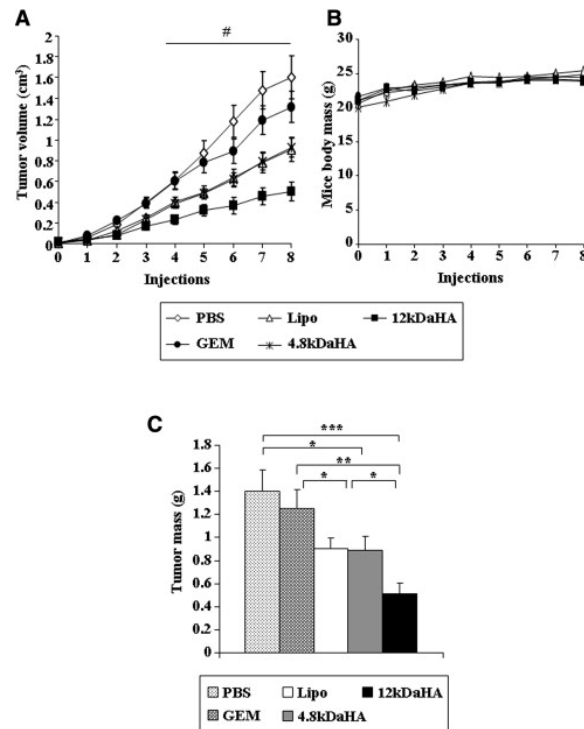 A
#
Tumor volume (cm³)
1.8
1.6
1.4
1.2
1
0.8
0.6
0.4
0.2
0
0 1 2 3 4 5 6 7 8
Injections
B
Mice body mass (g)
30
25
20
15
10
5
0
0 1 2 3 4 5 6 7 8
Injections
PBS Lipo 12kDaHA
GEM 4.8kDaHA
C
***
*
**
* *
Tumor mass (g)
1.8
1.6
1.4
1.2
1
0.8
0.6
0.4
0.2
0
PBS Lipo 12kDaHA
GEM 4.8kDaHA